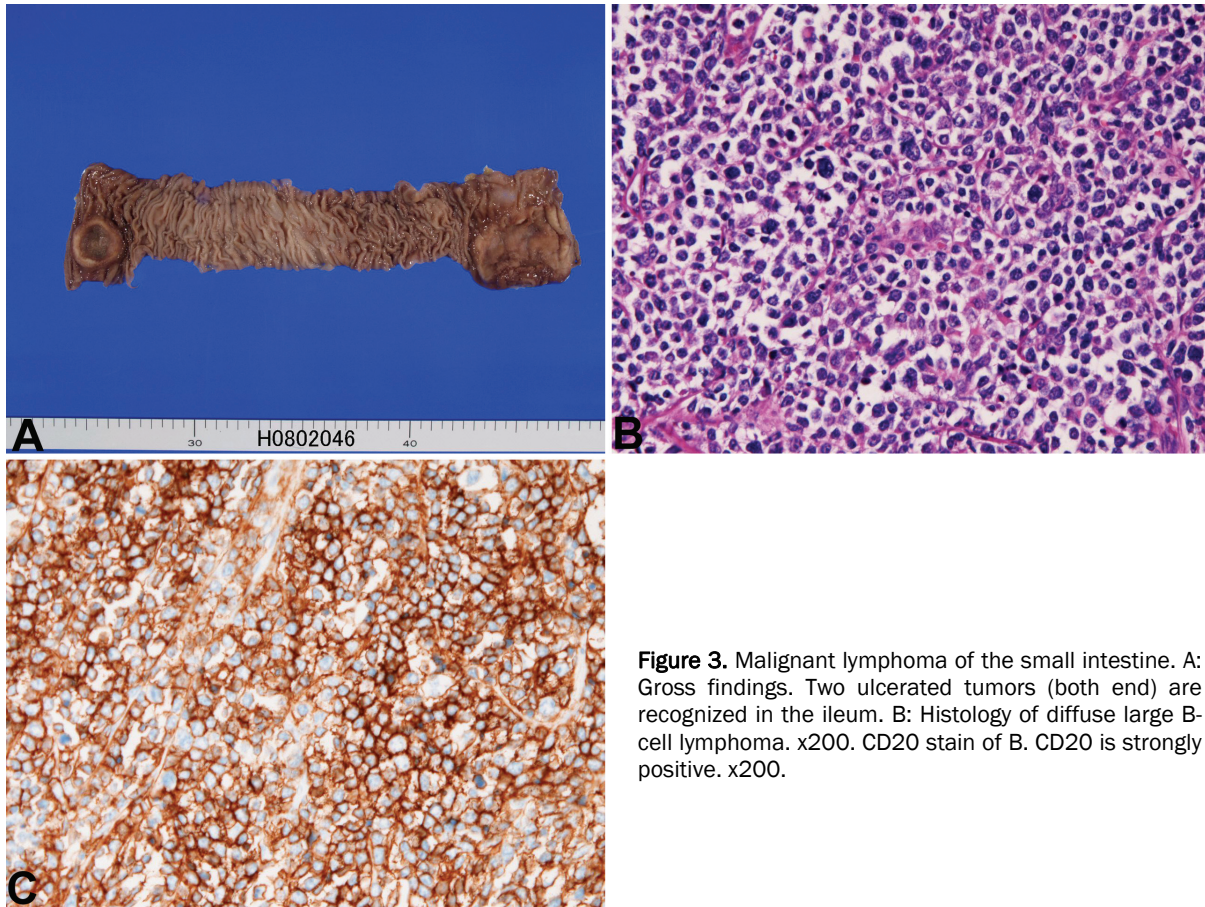 A
30
H0802046
40
B
C
Figure 3. Malignant lymphoma of the small intestine. A:
Gross findings. Two ulcerated tumors (both end) are
recognized in the ileum. B: Histology of diffuse large B-
cell lymphoma. x200. CD20 stain of B. CD20 is strongly
positive. x200.